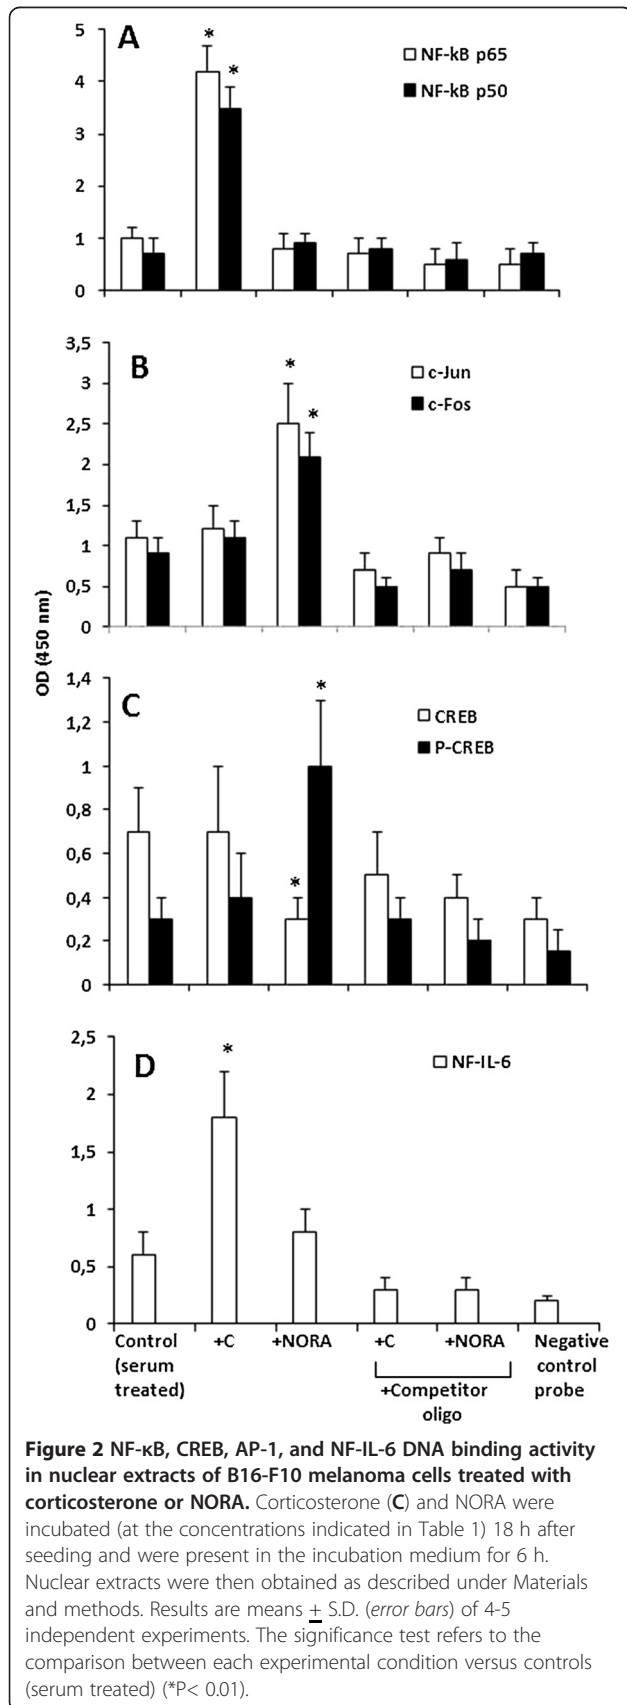 A
* *
NF-kB p65
NF-kB p50
5
4
3
2
1
0
B
* *
c-Jun
c-Fos
3,5
3
2,5
2
1,5
1
0,5
0
OD (450 nm)
C
* *
CREB
P-CREB
1,4
1,2
1
0,8
0,6
0,4
0,2
0
D
*
NF-IL-6
2,5
2
1,5
1
0,5
0
Control +C +NORA +C +NORA Negative
(serum +Competitor control
treated) oligo probe
Figure 2 NF-κB, CREB, AP-1, and NF-IL-6 DNA binding activity
in nuclear extracts of B16-F10 melanoma cells treated with
corticosterone or NORA. Corticosterone (C) and NORA were
incubated (at the concentrations indicated in Table 1) 18 h after
seeding and were present in the incubation medium for 6 h.
Nuclear extracts were then obtained as described under Materials
and methods. Results are means ± S.D. (error bars) of 4-5
independent experiments. The significance test refers to the
comparison between each experimental condition versus controls
(serum treated) (*P< 0.01).